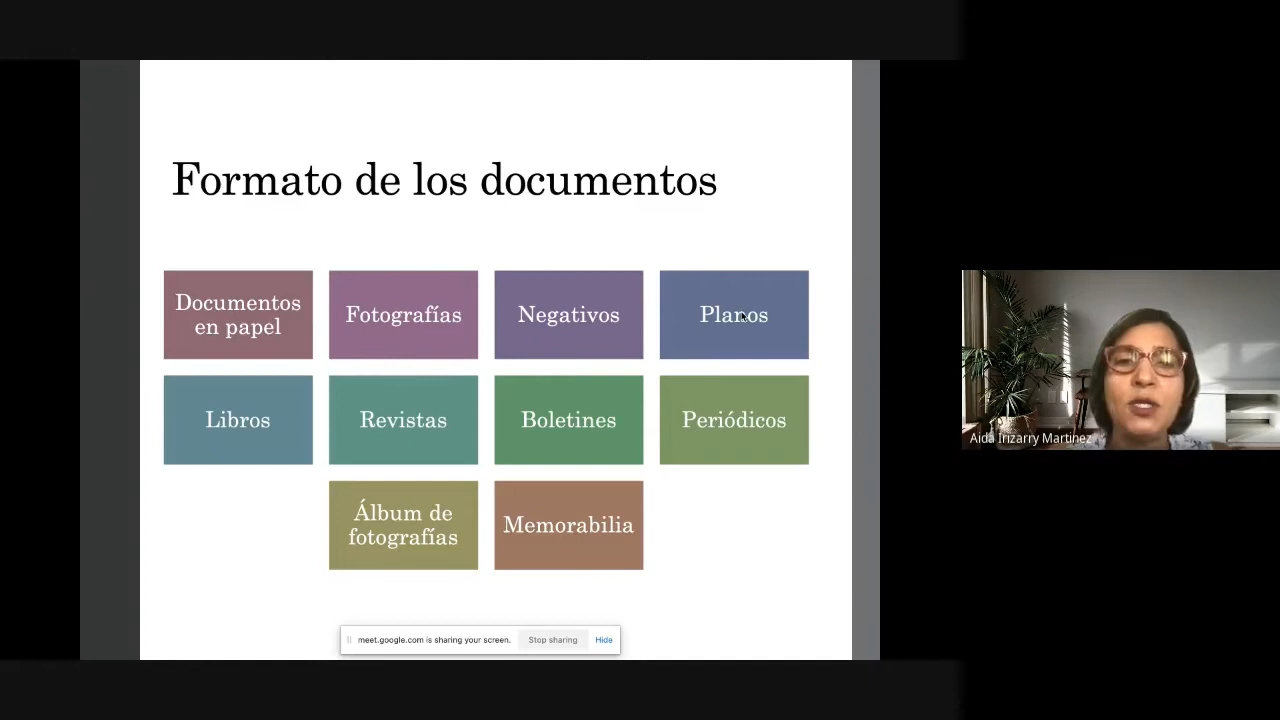 Formato de los documentos
Documentos
en papel
Fotografías
Negativos
Planos
Libros
Revistas
Boletines
Periódicos
Álbum de
fotografías
Memorabilia
Aida Irizarry Martinez
meet.google.com is sharing your screen.
Stop sharing
Hide